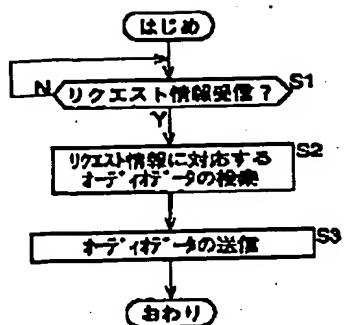 はじめ
リクエスト情報受信？ S1
N
Y
S2
リクエスト情報に対応する
オーディオデータの検索
オーディオデータの送信 S3
おわり